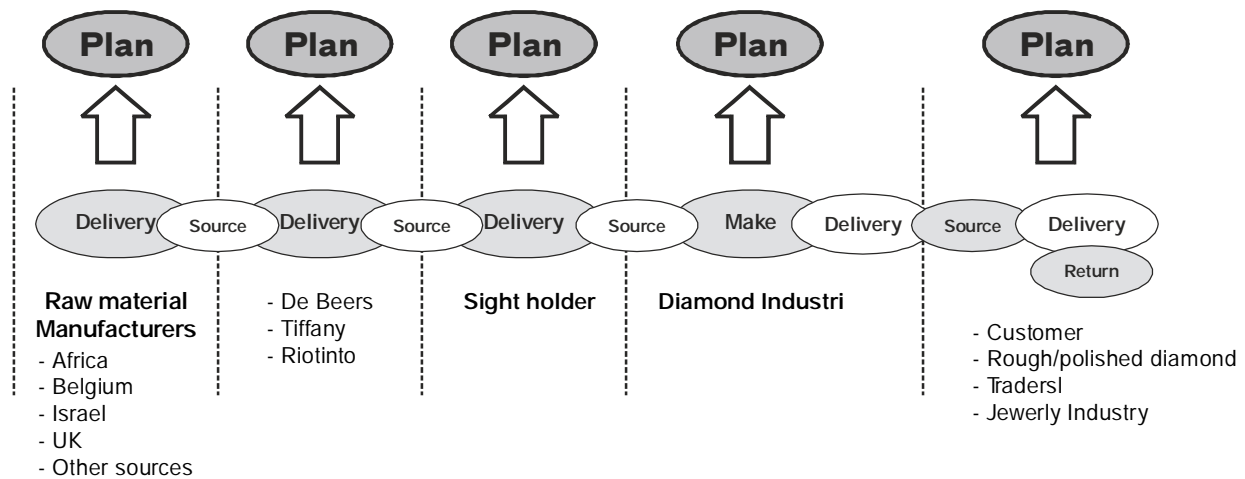 Plan Plan Plan Plan Plan
Delivery Source Delivery Source Delivery Source Make Delivery Source Delivery
Return
Raw material
Manufacturers
- Africa
- Belgium
- Israel
- UK
- Other sources
- De Beers
- Tiffany
- Riotinto
Sight holder
Diamond Industri
- Customer
- Rough/polished diamond
- Tradersl
- Jewerly Industry